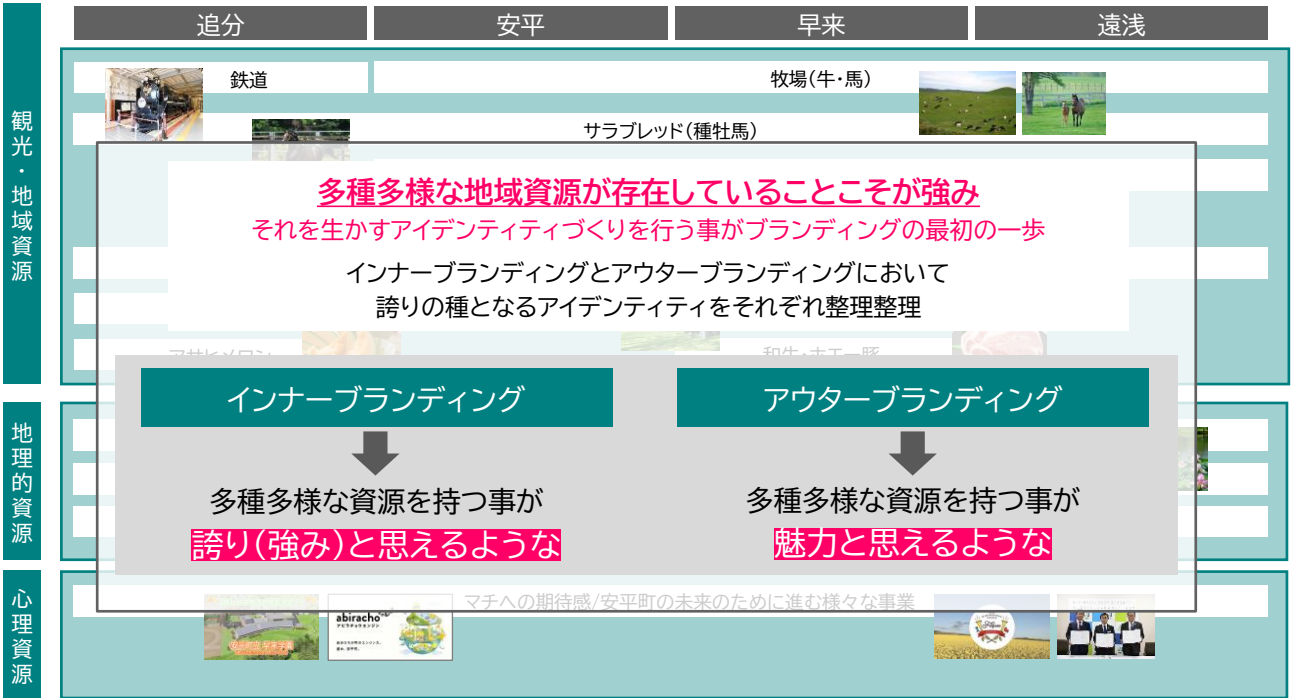 追分
安平
早来
遠浅
観光・地域資源
鉄道
牧場(牛・馬)
サラブレッド(種牡馬)
多種多様な地域資源が存在していることこそが強み
それを生かすアイデンティティづくりを行う事がブランディングの最初の一歩
インナーブランディングとアウターブランディングにおいて
誇りの種となるアイデンティティをそれぞれ整理整理
アサヒメロン
和牛・ホエー豚
インナーブランディング
アウターブランディング
多種多様な資源を持つ事が
誇り(強み)と思えるような
多種多様な資源を持つ事が
魅力と思えるような
地理的資源
心理資源
マチへの期待感/安平町の未来のために進む様々な事業
abiracho